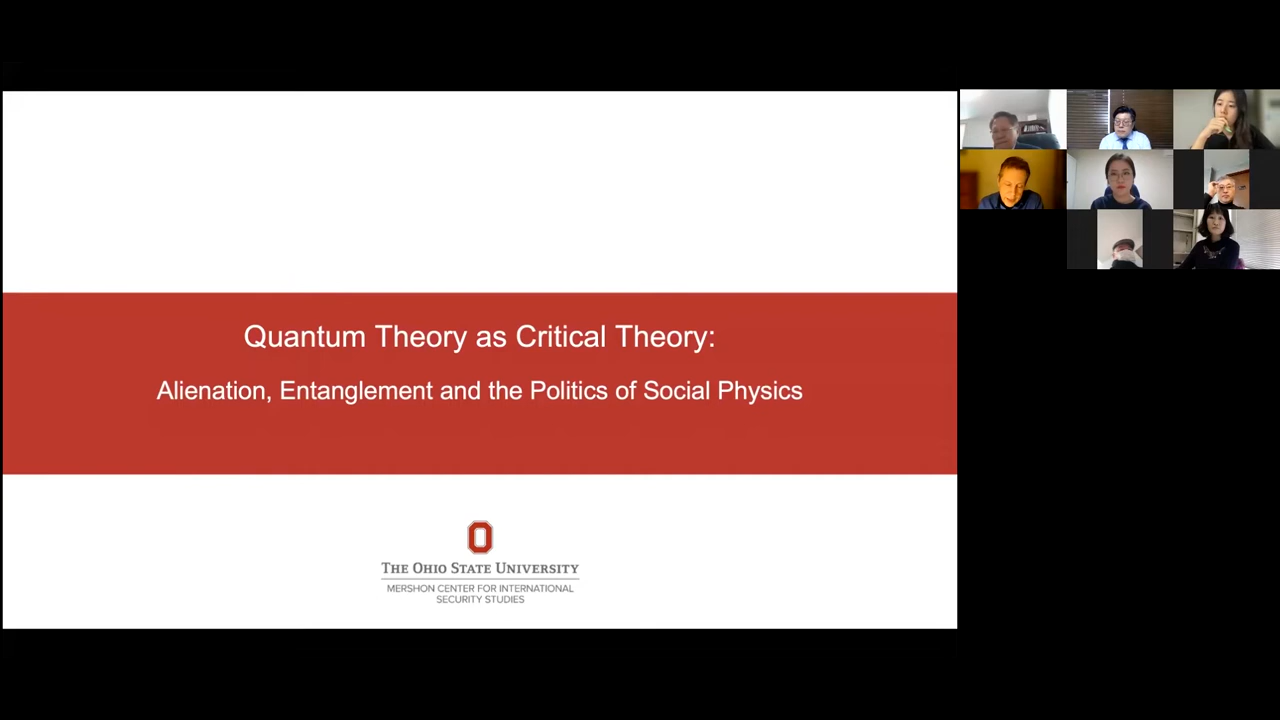 Quantum Theory as Critical Theory:
Alienation, Entanglement and the Politics of Social Physics
THE OHIO STATE UNIVERSITY
MERSHON CENTER FOR INTERNATIONAL
SECURITY STUDIES